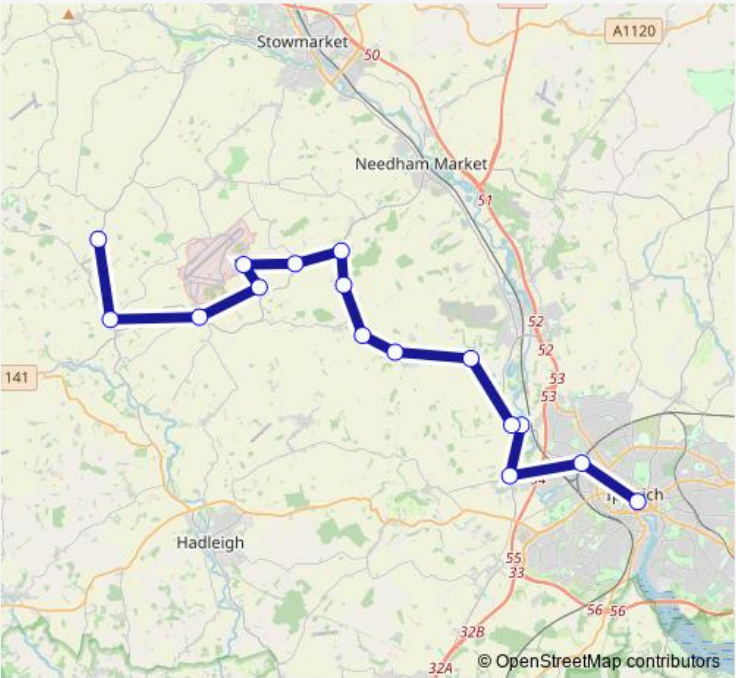 A1120
Stowmarket
50
Needham Market
51
52
52
53
141
53
Hadleigh
55
33
56 56
32B
32A
© OpenStreetMap contributors